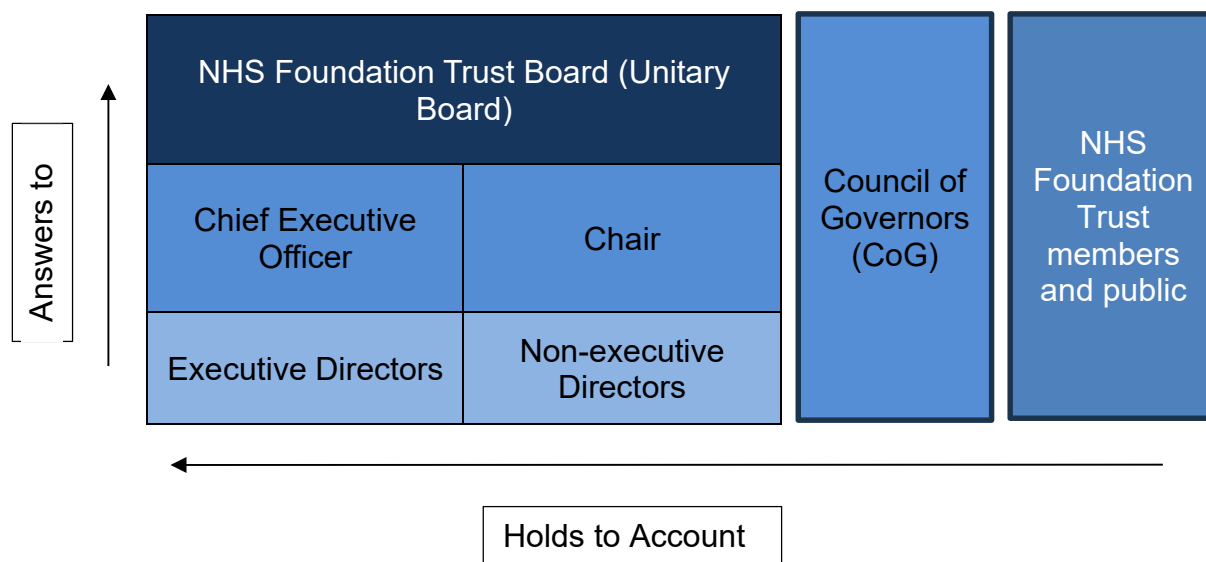 NHS Foundation Trust Board (Unitary
Board)
Answers to
Chief Executive
Officer
Chair
Executive Directors
Non-executive
Directors
Council of
Governors
(CoG)
NHS
Foundation
Trust
members
and public
Holds to Account